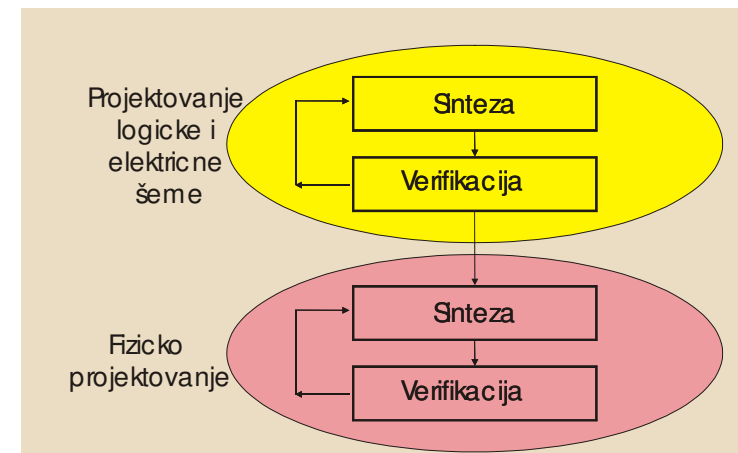 Projektovanje
logicke i
elektricne
šeme
Sinteza
Verifikacija
Fizicko
projektovanje
Sinteza
Verifikacija